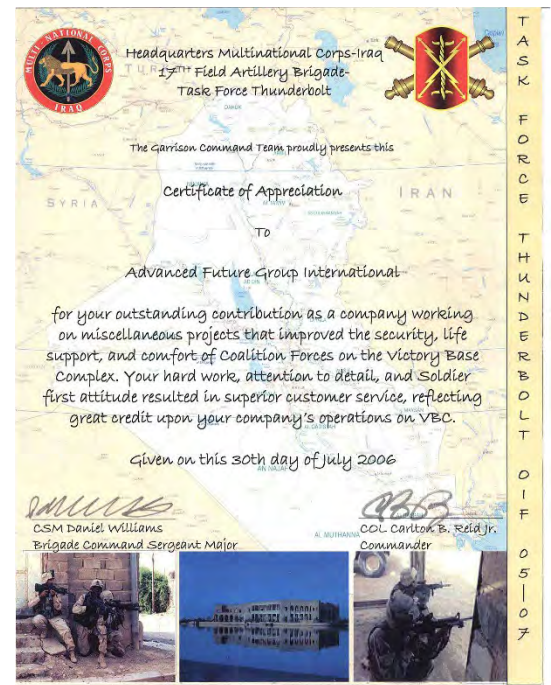 MULTI-NATIONAL CORPS
IRAQ
Headquarters Multinational Corps-Iraq
17TH Field Artillery Brigade-
Task Force Thunderbolt
The Garrison Command Team proudly presents this
Certificate of Appreciation
SYRIA
IRAN
To
Advanced Future Group International
for your outstanding contribution as a company working
on miscellaneous projects that improved the security, life
support, and comfort of Coalition Forces on the Victory Base
Complex. Your hard work, attention to detail, and Soldier
first attitude resulted in superior customer service, reflecting
great credit upon your company's operations on VBC.
Given on this 30th day of July 2006
AN NAJAF
AL MUTHANNA
CSM Daniel Williams
Brigade Command Sergeant Major
COL Carlton B. Reid Jr.
Commander
TASK FORCE THUNDERBOLT OIF 05-07